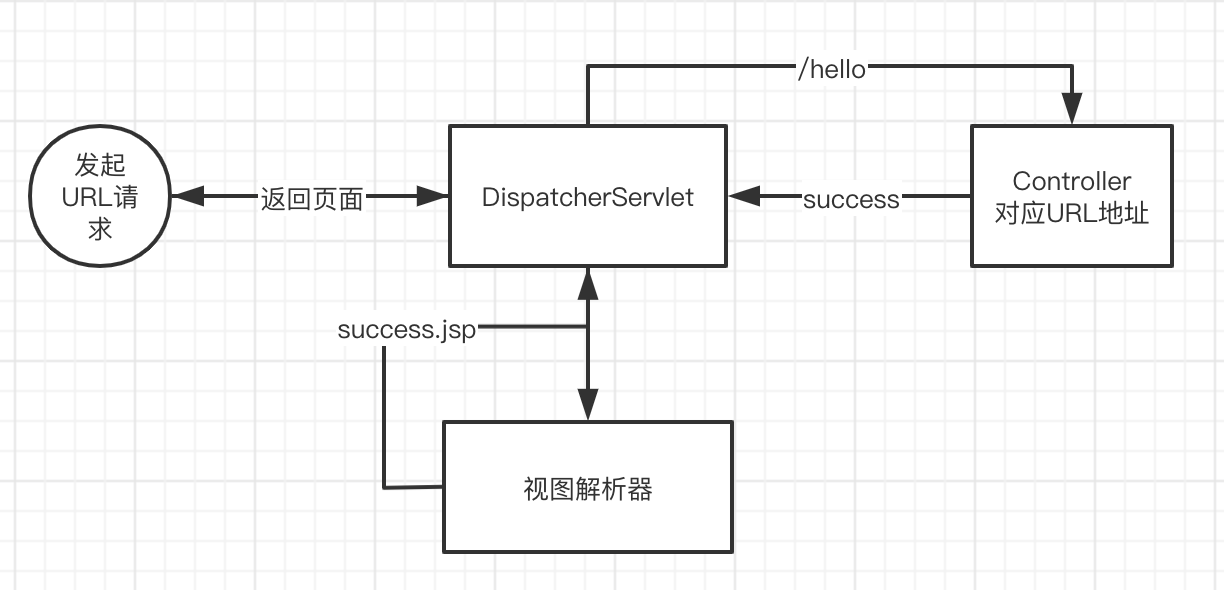 /hello
发起
URL请
求
返回页面
DispatcherServlet
success
Controller
对应URL地址
success.jsp
视图解析器